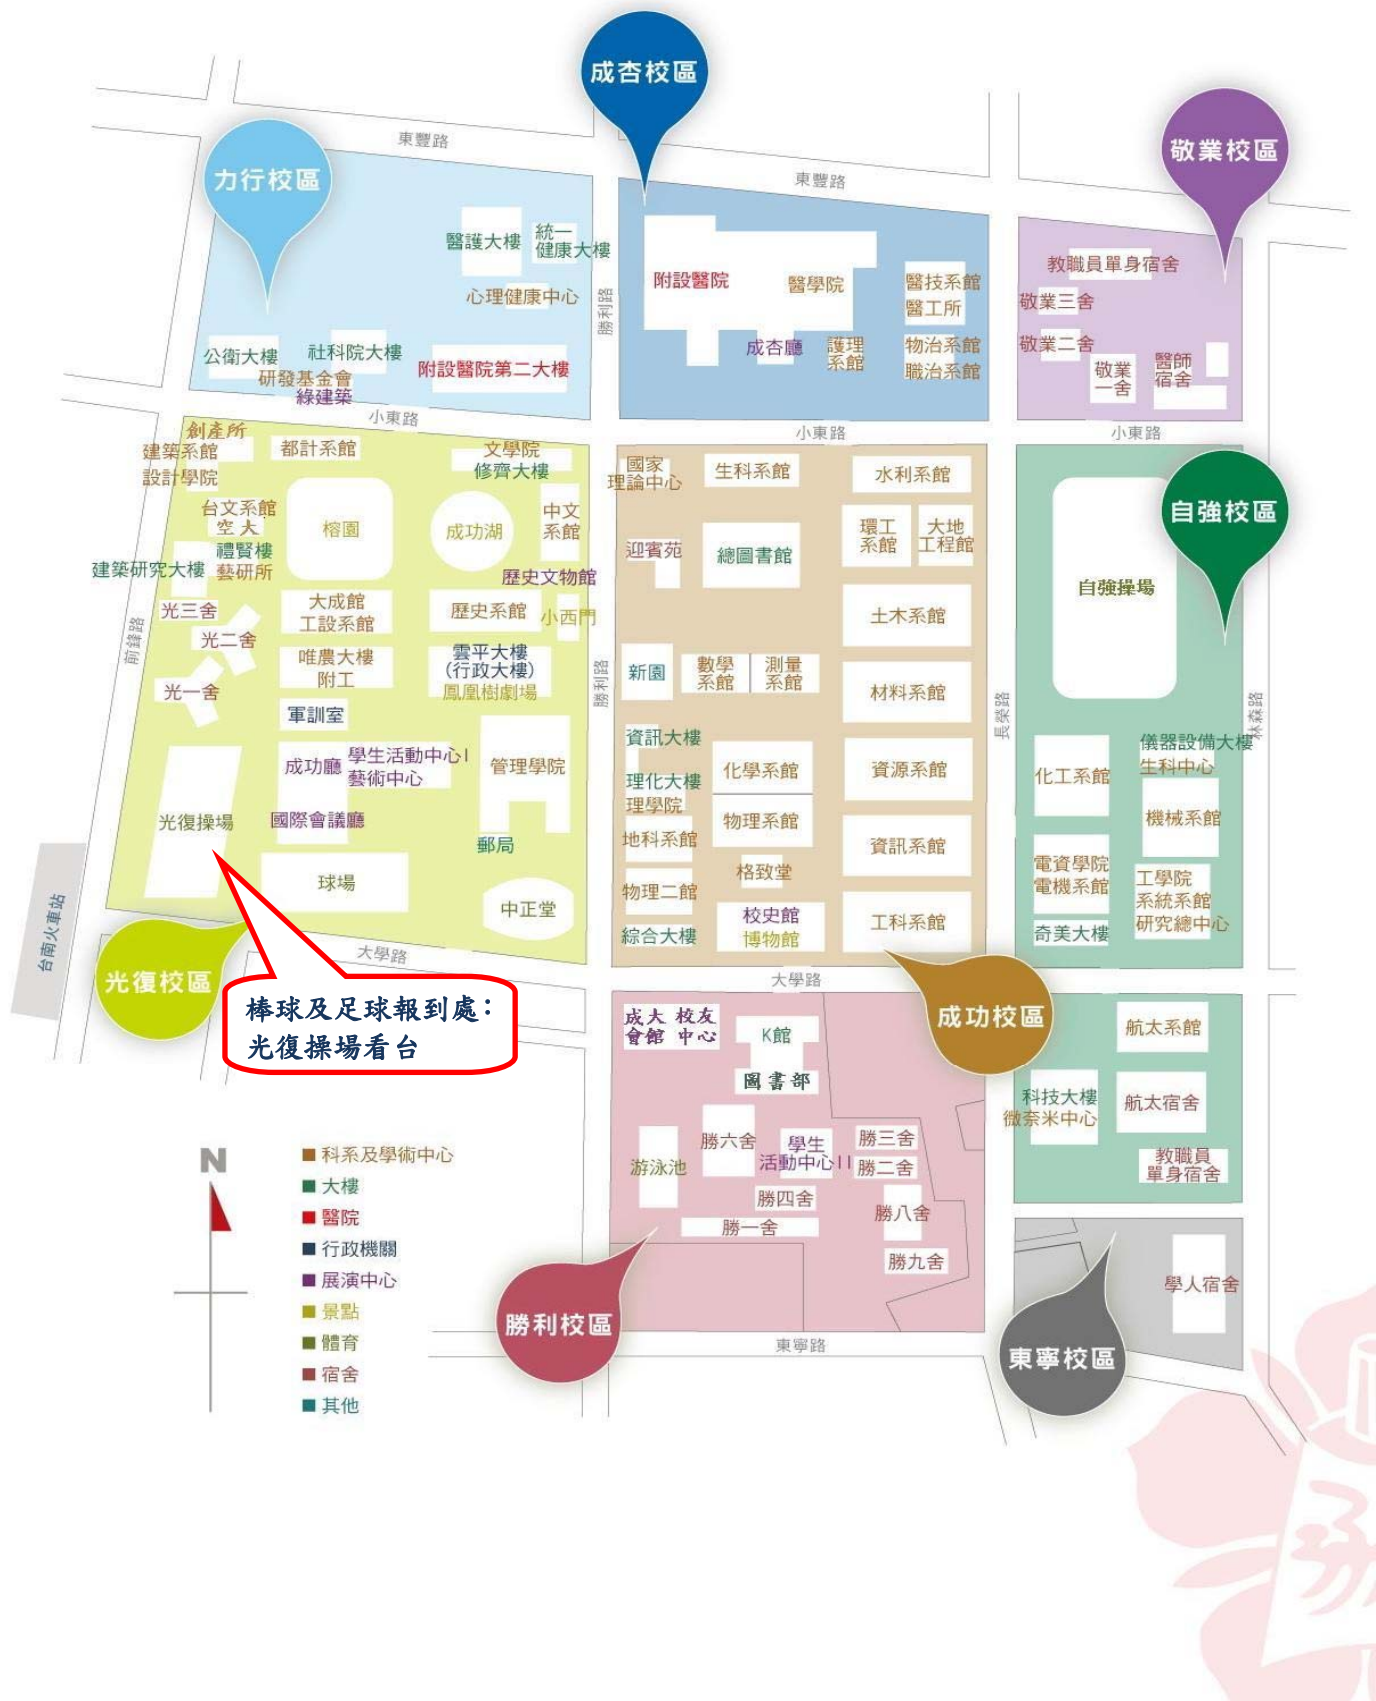 成杏校區
敬業校區
力行校區
東豐路
東豐路
醫護大樓
統一
健康大樓
心理健康中心
公衛大樓
社科院大樓
研發基金會
綠建築
附設醫院第二大樓
勝利路
附設醫院
醫學院
醫技系館
醫工所
成杏廳
護理
系館
物治系館
職治系館
教職員單身宿舍
敬業三舍
敬業二舍
敬業
一舍
醫師
宿舍
小東路
小東路
小東路
創產所
建築系館
設計學院
都計系館
文學院
修齊大樓
台文系館
空大
榕園
成功湖
中文
系館
禮賢樓
建築研究大樓
藝研所
歷史文物館
光三舍
大成館
工設系館
歷史系館
小西門
光二舍
前鋒路
唯農大樓
附工
雲平大樓
(行政大樓)
鳳凰樹劇場
光一舍
軍訓室
成功廳
學生活動中心I
藝術中心
管理學院
光復操場
國際會議廳
郵局
球場
中正堂
勝利路
台南火車站
大學路
光復校區
棒球及足球報到處：
光復操場看台
國家
理論中心
生科系館
水利系館
迎賓苑
總圖書館
環工
系館
大地
工程館
土木系館
新園
數學
系館
測量
系館
材料系館
資訊大樓
理化大樓
理學院
化學系館
資源系館
地科系館
物理系館
資訊系館
物理二館
格致堂
綜合大樓
校史館
博物館
工科系館
長榮路
大學路
成功校區
自強校區
自強操場
林森路
儀器設備大樓
生科中心
化工系館
機械系館
電資學院
電機系館
工學院
系統系館
研究總中心
奇美大樓
航太系館
科技大樓
微奈米中心
航太宿舍
教職員
單身宿舍
成大 校友
會館 中心
K館
圖書部
游泳池
勝六舍
學生
活動中心II
勝三舍
勝二舍
勝四舍
勝一舍
勝八舍
勝九舍
勝利校區
東寧路
學人宿舍
東寧校區
N
科系及學術中心
大樓
醫院
行政機關
展演中心
景點
體育
宿舍
其他